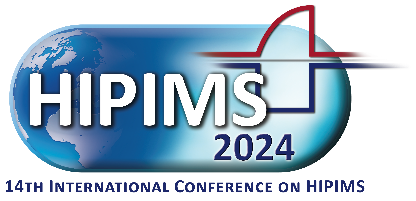 HIPIMS
2024
14TH INTERNATIONAL CONFERENCE ON HIPIMS